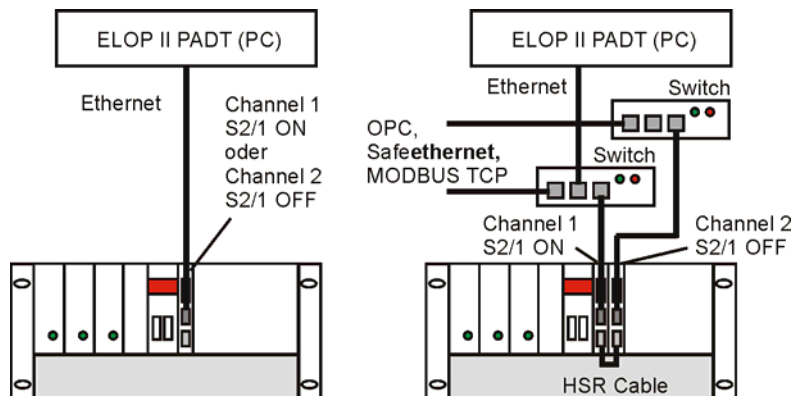 ELOP II PADT (PC)
Ethernet
Channel 1
S2/1 ON
oder
Channel 2
S2/1 OFF
ELOP II PADT (PC)
Ethernet
Switch
OPC,
Safeethernet,
MODBUS TCP
Switch
Channel 1
S2/1 ON
Channel 2
S2/1 OFF
HSR Cable